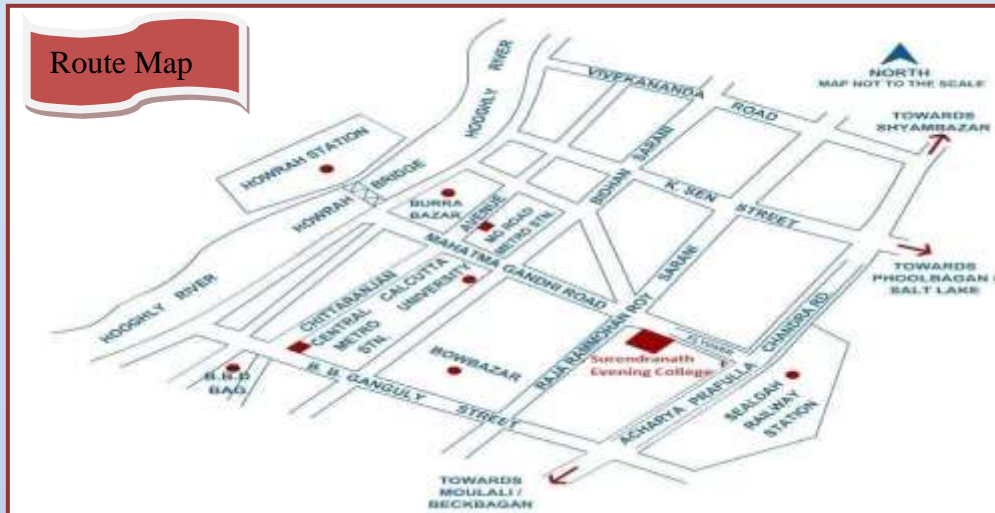 Route Map
NORTH
MAP NOT TO THE SCALE
TOWARDS
SHYAMBAZAR
VIVEKANANDA ROAD
HOOGHLY RIVER
HOWRAH STATION
HOWRAH BRIDGE
BURRA
BAZAR
AVENUE
MG ROAD
METRO STN.
BIDHAN SARANI
K. SEN STREET
TOWARDS
PHOOLBAGAN /
SALT LAKE
MAHATMA GANDHI ROAD
HOOGHLY RIVER
CHITTARANJAN
CENTRAL
METRO
STN.
CALCUTTA
UNIVERSITY
RAJA RAMMOHAN ROY SARANI
FLYOVER
Surendranath
Evening College
ACHARYA PRAFULLA CHANDRA RD
SEALDAH
RAILWAY
STATION
BOWBAZAR
B.B.D
BAG
B. B. GANGULY STREET
TOWARDS
MOULALI /
BECKBAGAN